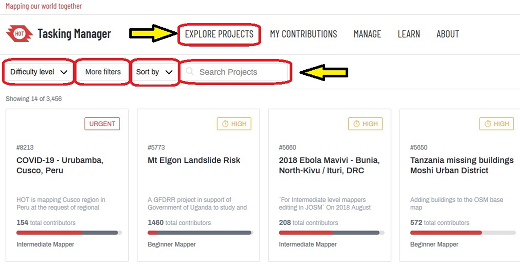 Mapping our world together
HOT Tasking Manager EXPLORE PROJECTS MY CONTRIBUTIONS MANAGE LEARN ABOUT
Difficulty level More filters Sort by Search Projects
Showing 14 of 3,456
URGENT
#8213
COVID-19 - Urubamba,
Cusco, Peru
HOT is mapping Cusco region in
Peru at the request of regional
154 total contributors
Intermediate Mapper
HIGH
#5773
Mt Elgon Landslide Risk
A GFDRR project in support of
Government of Uganda to study and
1460 total contributors
Beginner Mapper
HIGH
#5660
2018 Ebola Mavivi - Bunia,
North-Kivu / Ituri, DRC
'For Intermediate level mappers
editing in JOSM' On 2018 August
208 total contributors
Intermediate Mapper
HIGH
#5650
Tanzania missing buildings
Moshi Urban District
Adding buildings to the OSM base
map
572 total contributors
Beginner Mapper